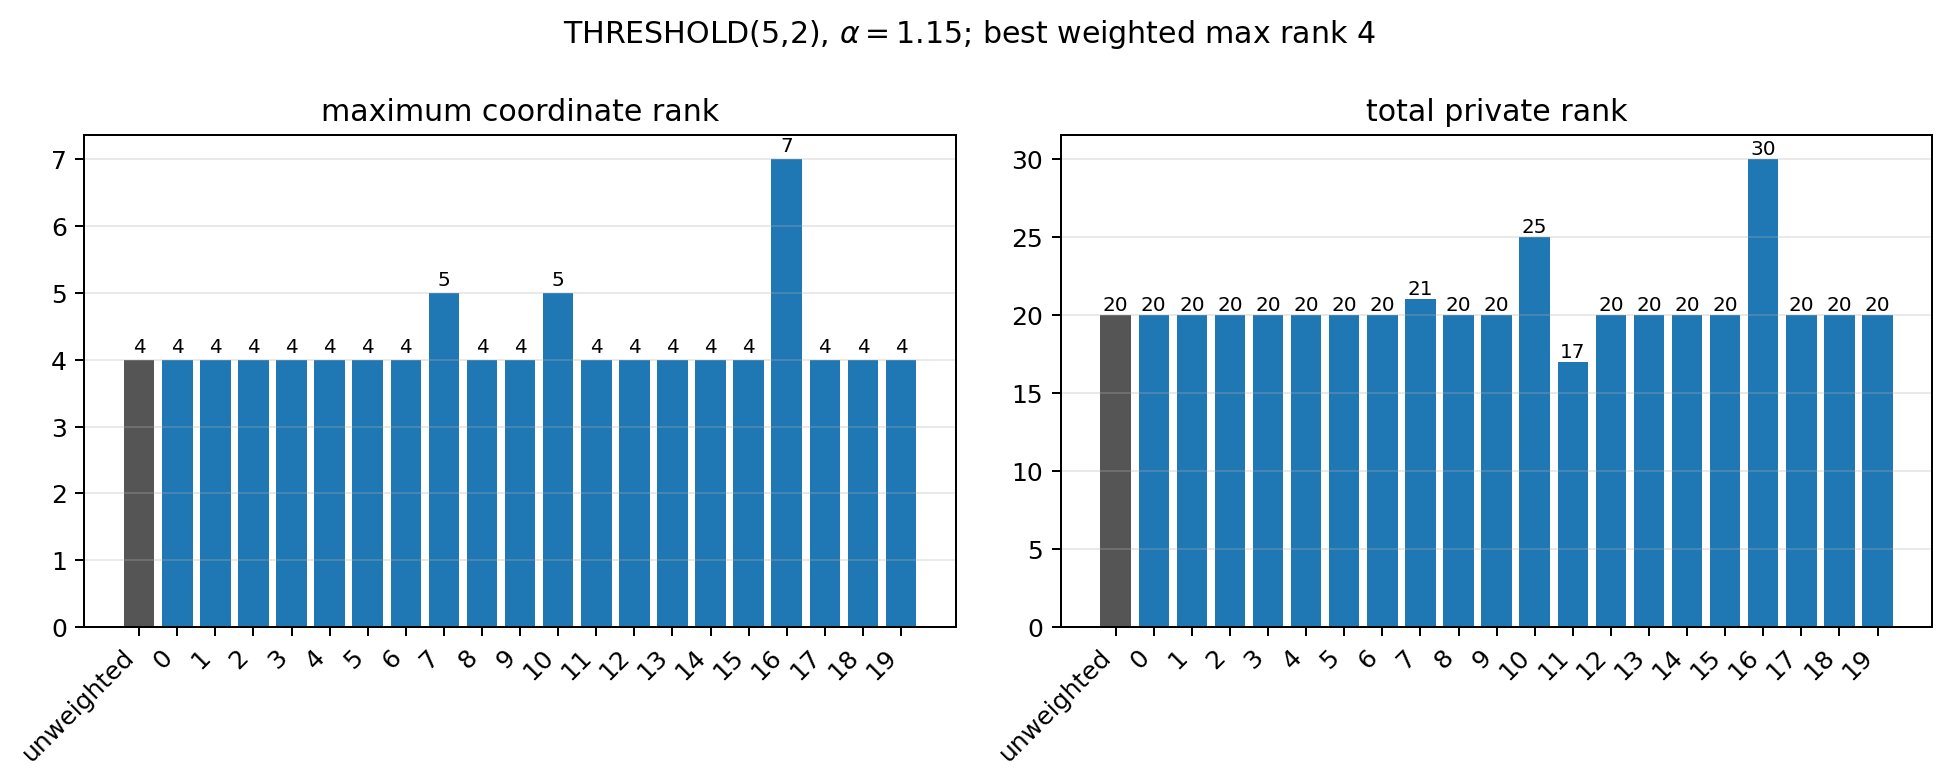 THRESHOLD(5,2), α = 1.15; best weighted max rank 4
maximum coordinate rank
7
6
5
4
3
2
1
0
4 4 4 4 4 4 4 4 5 4 4 5 4 4 4 4 4 7 4 4 4
unweighted 0 1 2 3 4 5 6 7 8 9 10 11 12 13 14 15 16 17 18 19
total private rank
30
25
20
15
10
5
0
20 20 20 20 20 20 20 20 21 20 20 25 17 20 20 20 20 30 20 20 20
unweighted 0 1 2 3 4 5 6 7 8 9 10 11 12 13 14 15 16 17 18 19